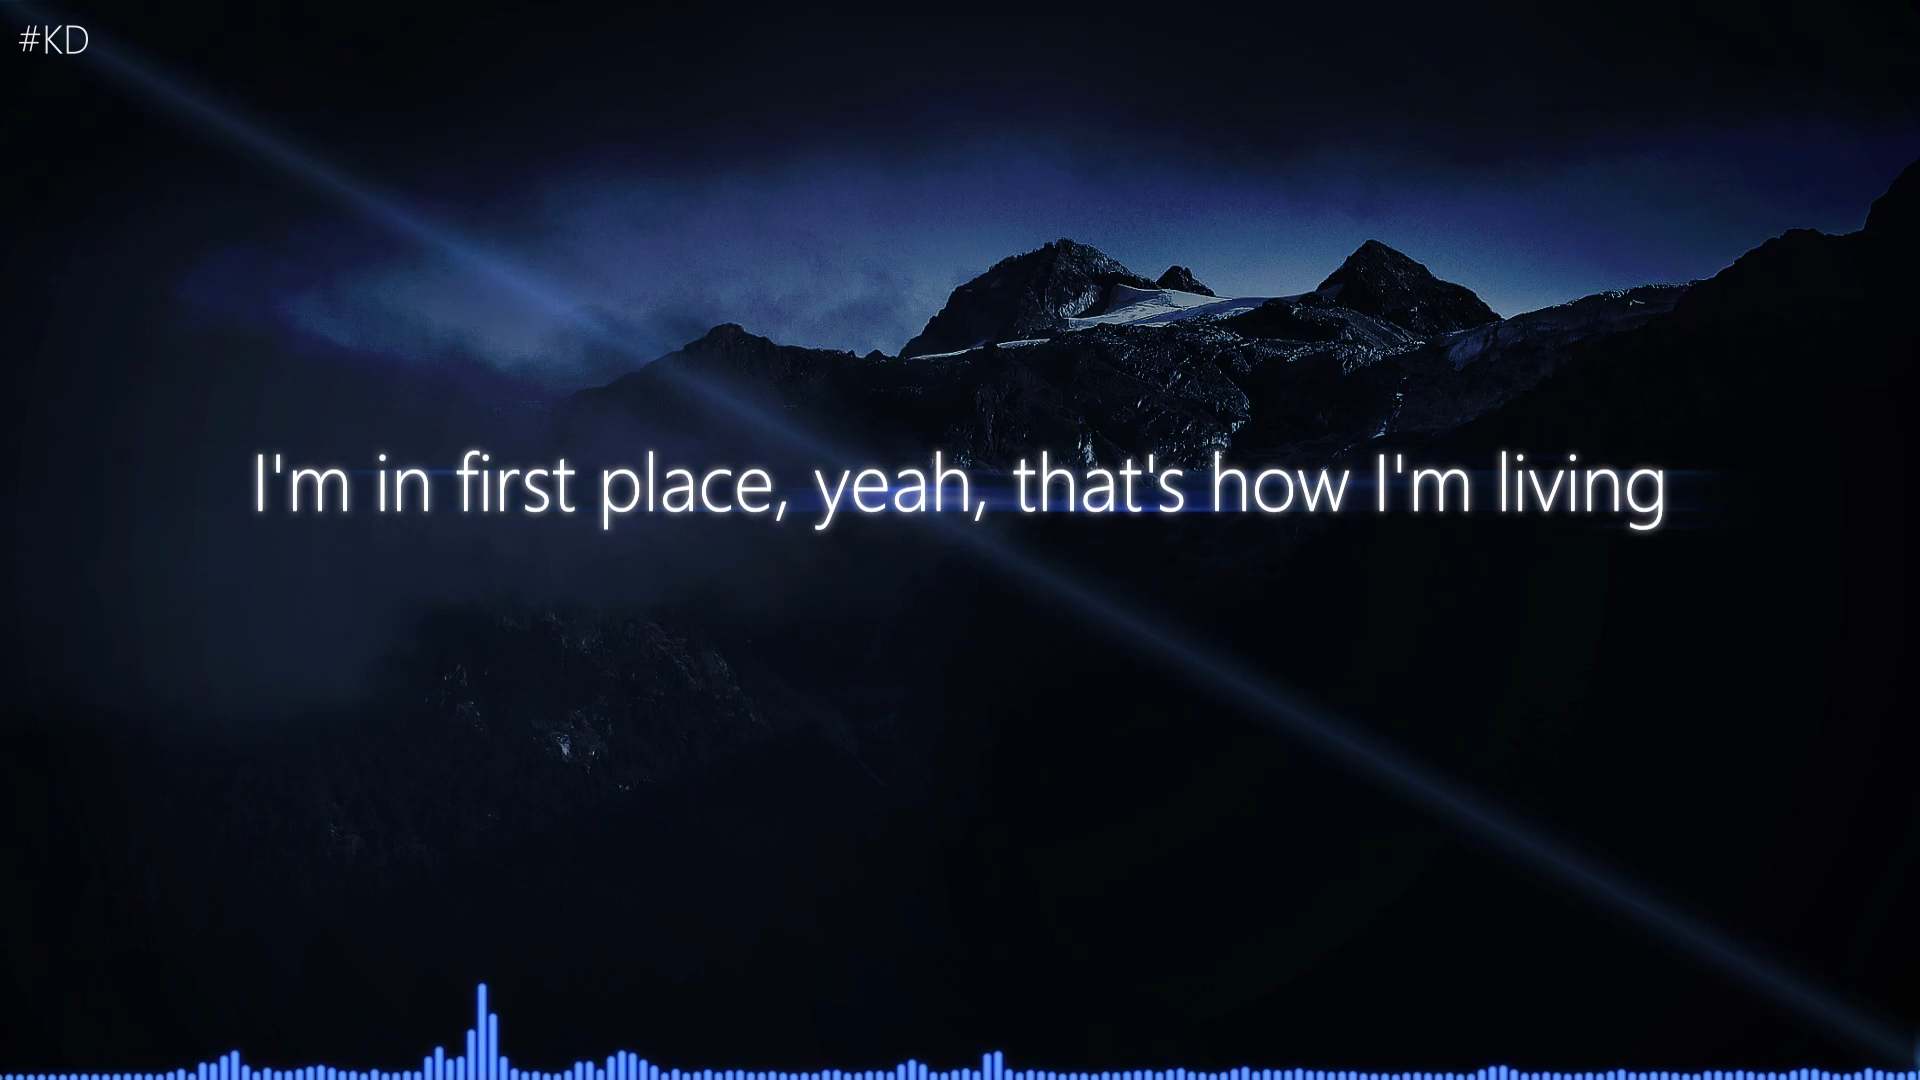 #KD
I'm in first place, yeah, that's how I'm living